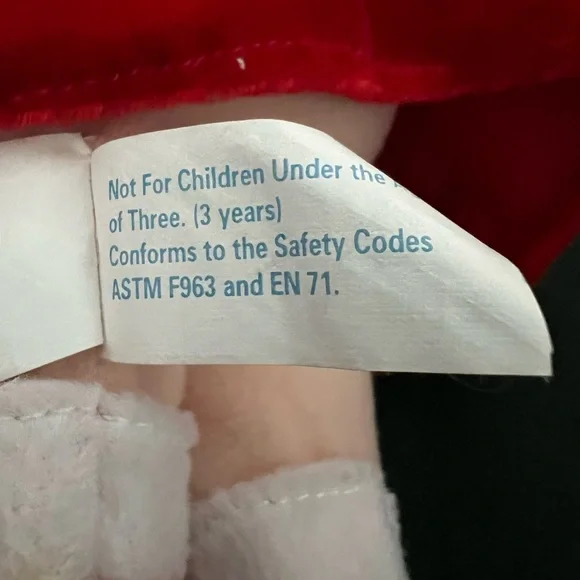 Not For Children Under the
of Three. (3 years)
Conforms to the Safety Codes
ASTM F963 and EN 71.